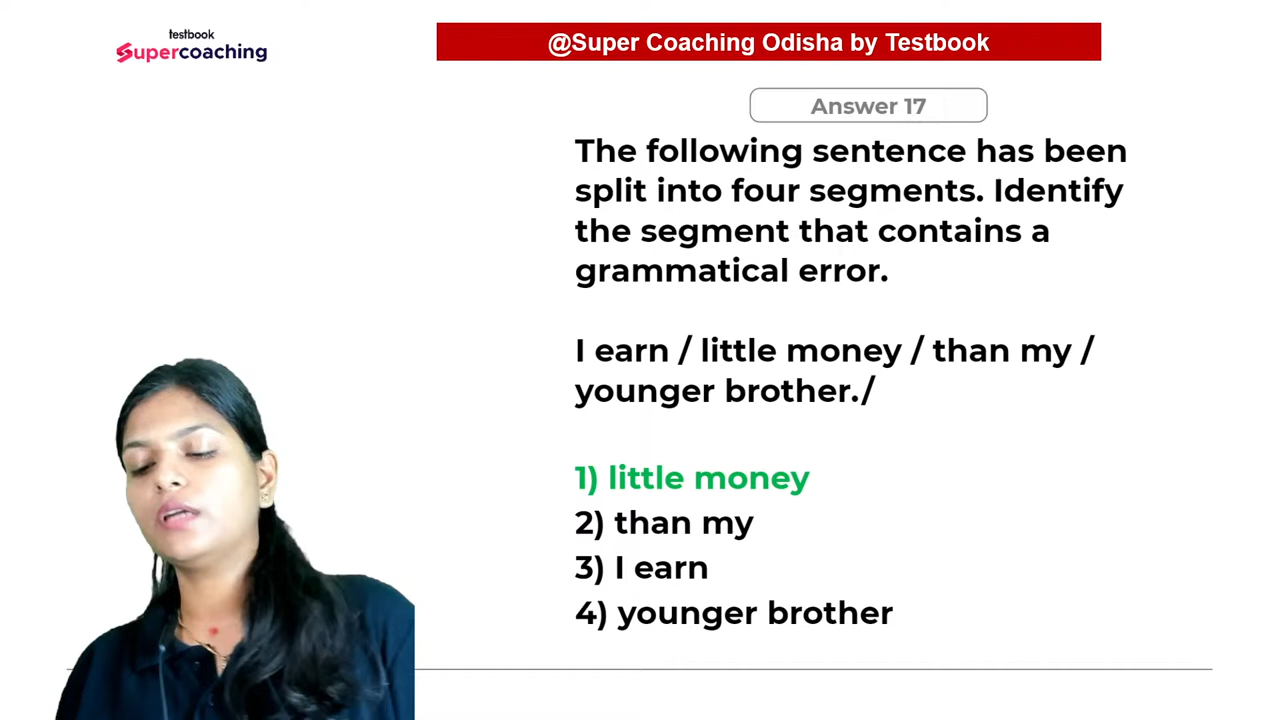 testbook
Supercoaching
@Super Coaching Odisha by Testbook
Answer 17
The following sentence has been
split into four segments. Identify
the segment that contains a
grammatical error.
I earn / little money / than my /
younger brother./
1) little money
2) than my
3) I earn
4) younger brother